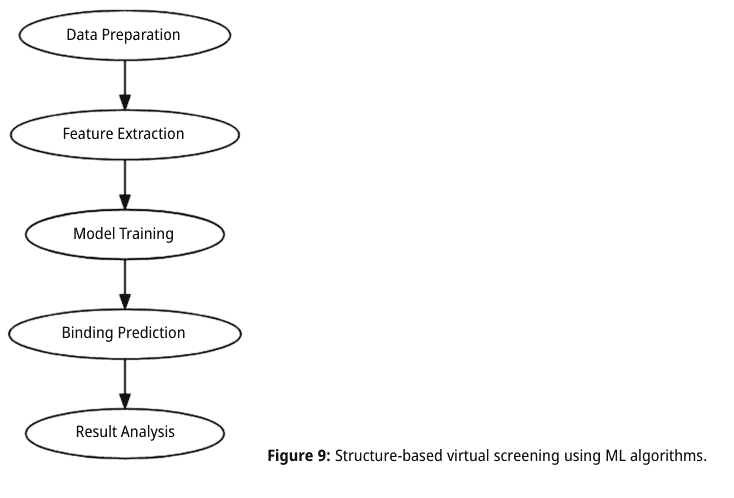 Data Preparation
Feature Extraction
Model Training
Binding Prediction
Result Analysis
Figure 9: Structure-based virtual screening using ML algorithms.